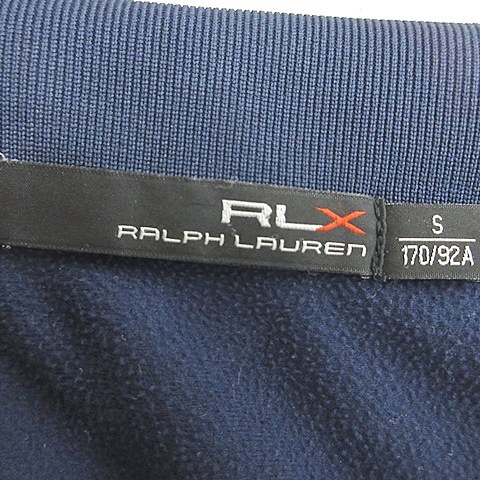 RLX
RALPH LAUREN
S
170/92A